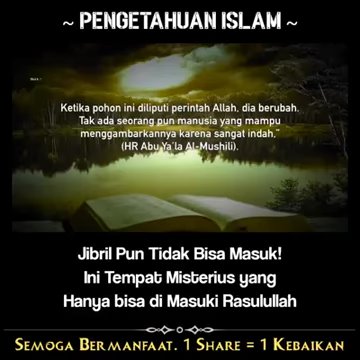 ~ PENGETAHUAN ISLAM ~
Ketika pohon ini diliputi perintah Allah, dia berubah.
Tak ada seorang pun manusia yang mampu
menggambarkannya karena sangat indah,"
(HR Abu Ya'la Al-Mushili).
Jibril Pun Tidak Bisa Masuk!
Ini Tempat Misterius yang
Hanya bisa di Masuki Rasulullah
SEMOGA BERMANFAAT. 1 SHARE = 1 KEBAIKAN